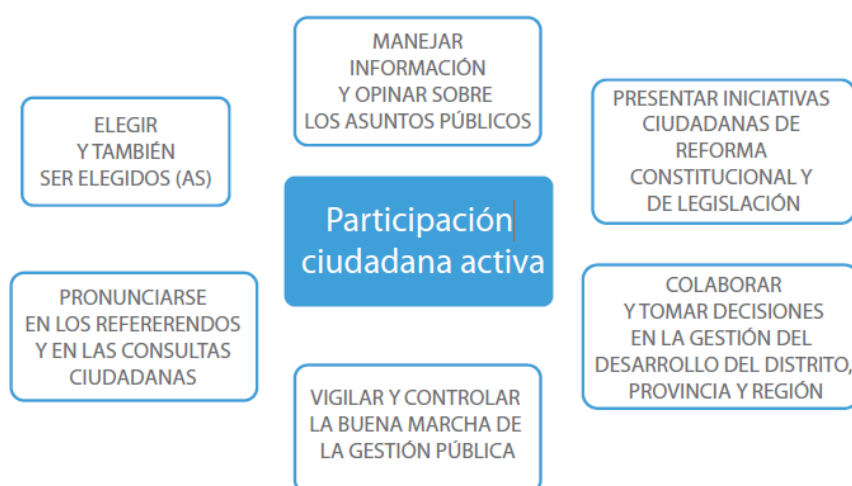 MANEJAR
INFORMACIÓN
Y OPINAR SOBRE
LOS ASUNTOS PÚBLICOS
ELEGIR
Y TAMBIÉN
SER ELEGIDOS (AS)
PRESENTAR INICIATIVAS
CIUDADANAS DE
REFORMA
CONSTITUCIONAL Y
DE LEGISLACIÓN
Participación
ciudadana activa
PRONUNCIARSE
EN LOS REFERERENDOS
Y EN LAS CONSULTAS
CIUDADANAS
COLABORAR
Y TOMAR DECISIONES
EN LA GESTIÓN DEL
DESARROLLO DEL DISTRITO,
PROVINCIA Y REGIÓN
VIGILAR Y CONTROLAR
LA BUENA MARCHA DE
LA GESTIÓN PÚBLICA